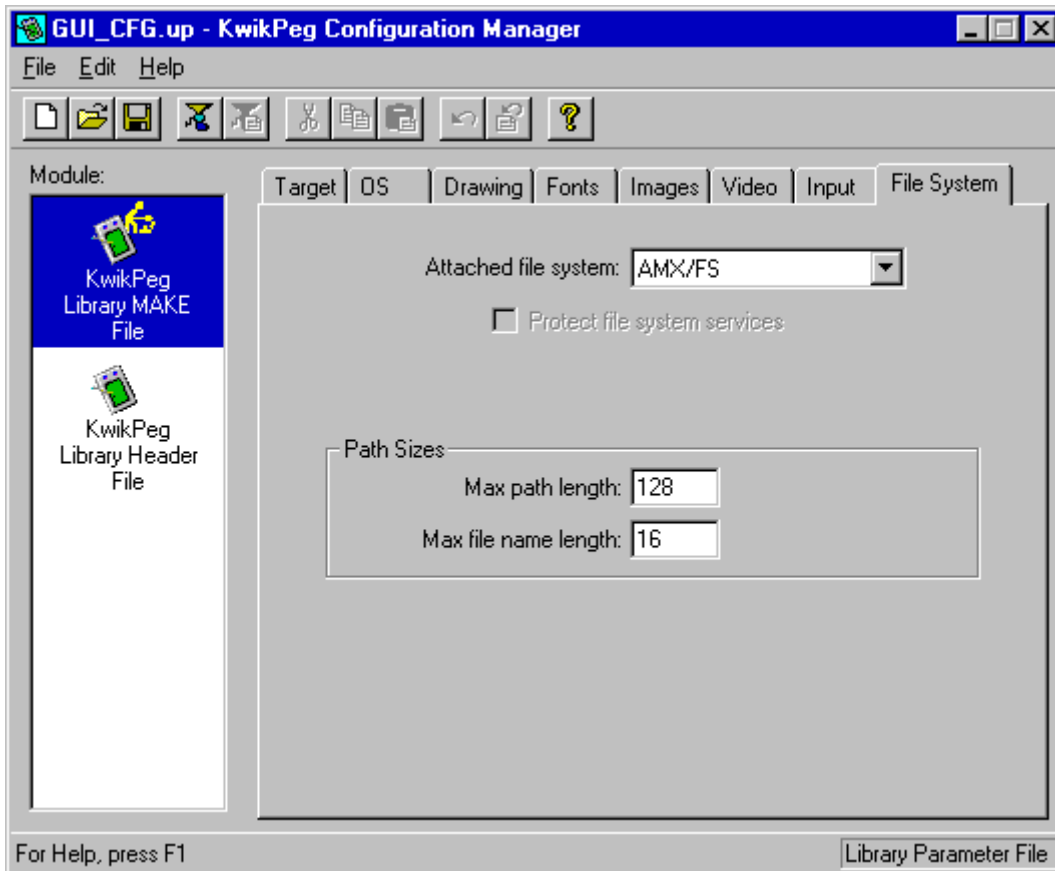 GUI_CFG.up - KwikPeg Configuration Manager
File Edit Help
Module:
KwikPeg
Library MAKE
File
KwikPeg
Library Header
File
Target OS Drawing Fonts Images Video Input File System
Attached file system: AMX/FS
Protect file system services
Path Sizes
Max path length: 128
Max file name length: 16
For Help, press F1
Library Parameter File